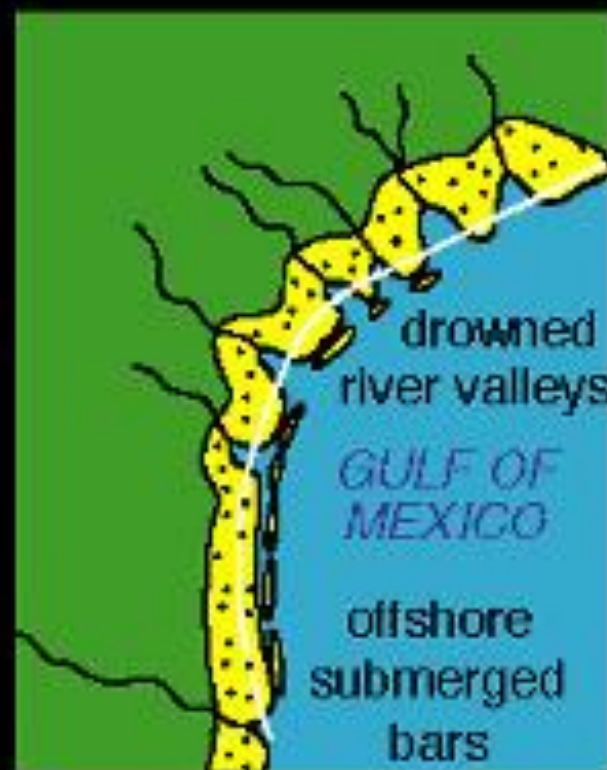 drowned
river valleys
GULF OF
MEXICO
offshore
submerged
bars